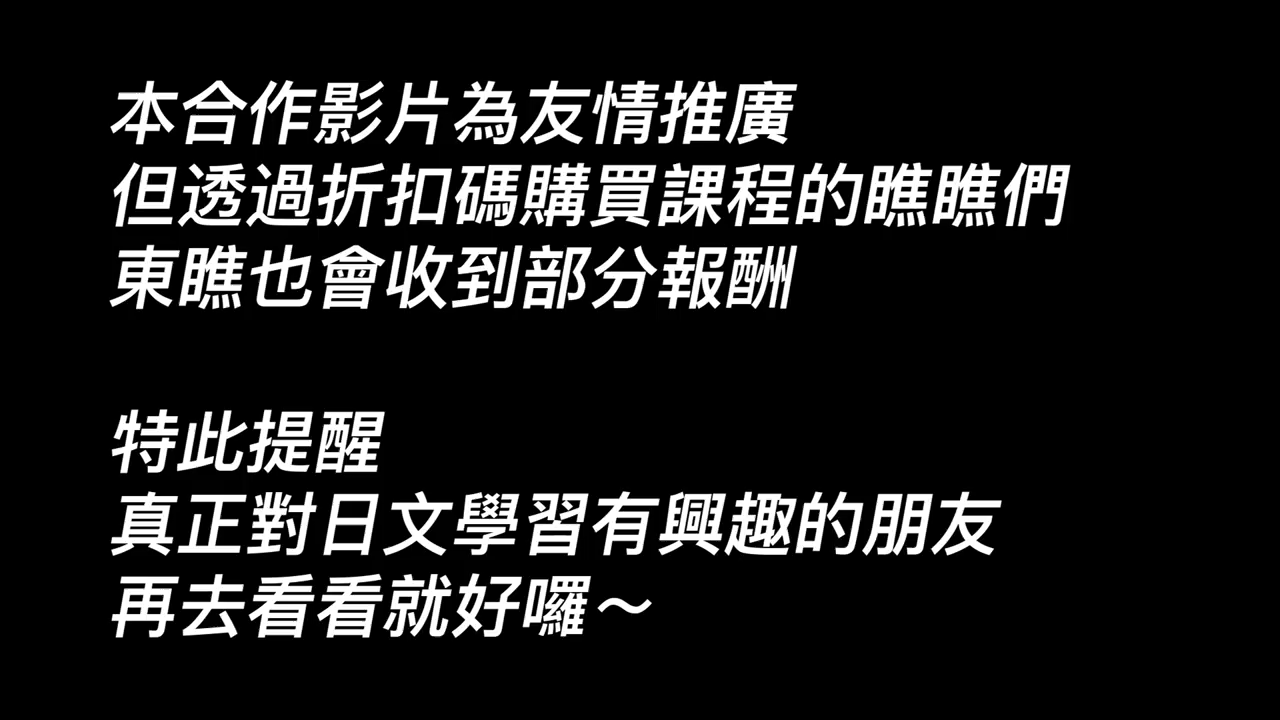 本合作影片為友情推廣
但透過折扣碼購買課程的瞧瞧們
東瞧也會收到部分報酬
特此提醒
真正對日文學習有興趣的朋友
再去看看就好囉～